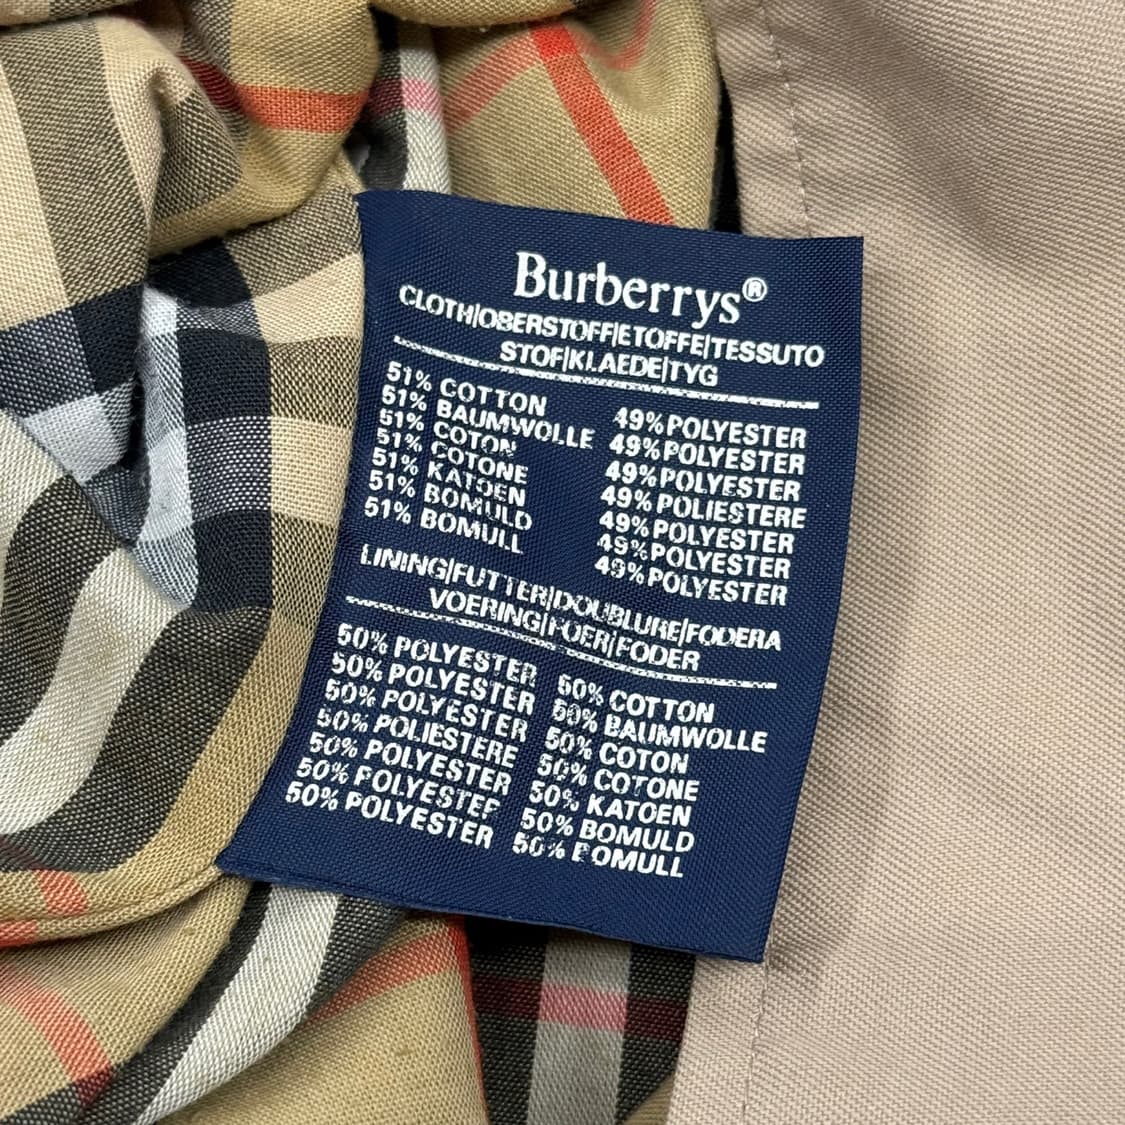 Burberrys®
CLOTH|OBERSTOFF|ETOFFE|TESSUTO
STOF|KLAEDE|TYG
51% COTTON 49% POLYESTER
51% BAUMWOLLE 49% POLYESTER
51% COTON 49% POLYESTER
51% COTONE 49% POLIESTERE
51% KATOEN 49% POLYESTER
51% BOMULD 49% POLYESTER
51% BOMULL 49% POLYESTER
LINING|FUTTER|DOUBLURE|FODERA
VOERING|FOER|FODER
50% POLYESTER 50% COTTON
50% POLYESTER 50% BAUMWOLLE
50% POLYESTER 50% COTON
50% POLIESTERE 50% COTONE
50% POLYESTER 50% KATOEN
50% POLYESTER 50% BOMULD
50% POLYESTER 50% BOMULL